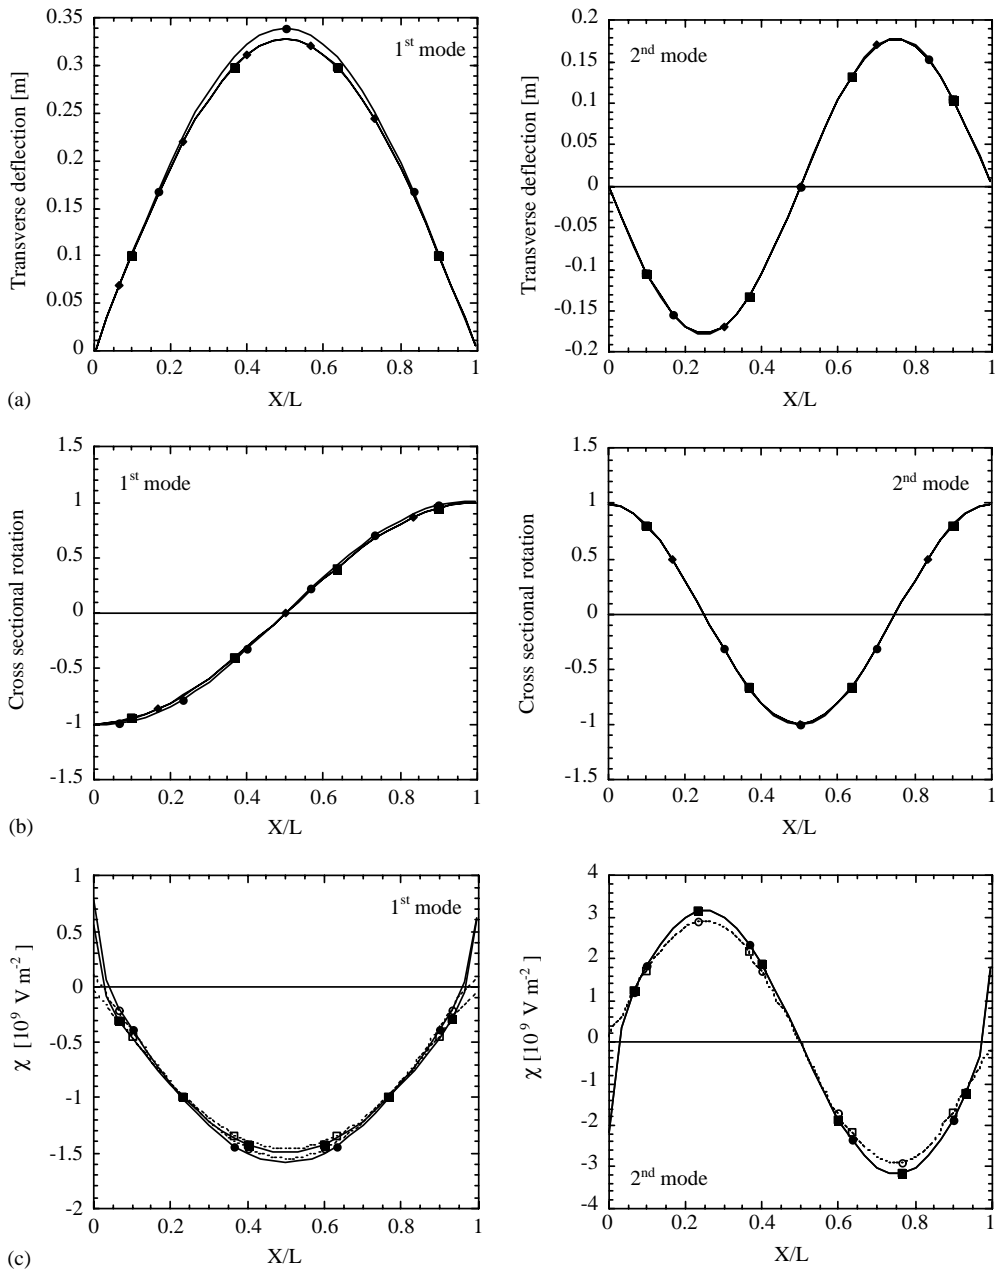 0.35
0.3
0.25
0.2
0.15
0.1
0.05
0
Transverse deflection [m]
1st mode
0 0.2 0.4 0.6 0.8 1
X/L
(a)
0.2
0.15
0.1
0.05
0
-0.05
-0.1
-0.15
-0.2
Transverse deflection [m]
2nd mode
0 0.2 0.4 0.6 0.8 1
X/L
1.5
1
0.5
0
-0.5
-1
-1.5
Cross sectional rotation
1st mode
0 0.2 0.4 0.6 0.8 1
X/L
(b)
1.5
1
0.5
0
-0.5
-1
-1.5
Cross sectional rotation
2nd mode
0 0.2 0.4 0.6 0.8 1
X/L
1
0.5
0
-0.5
-1
-1.5
-2
χ [10⁹ V m⁻²]
1st mode
0 0.2 0.4 0.6 0.8 1
X/L
(c)
4
3
2
1
0
-1
-2
-3
-4
χ [10⁹ V m⁻²]
2nd mode
0 0.2 0.4 0.6 0.8 1
X/L